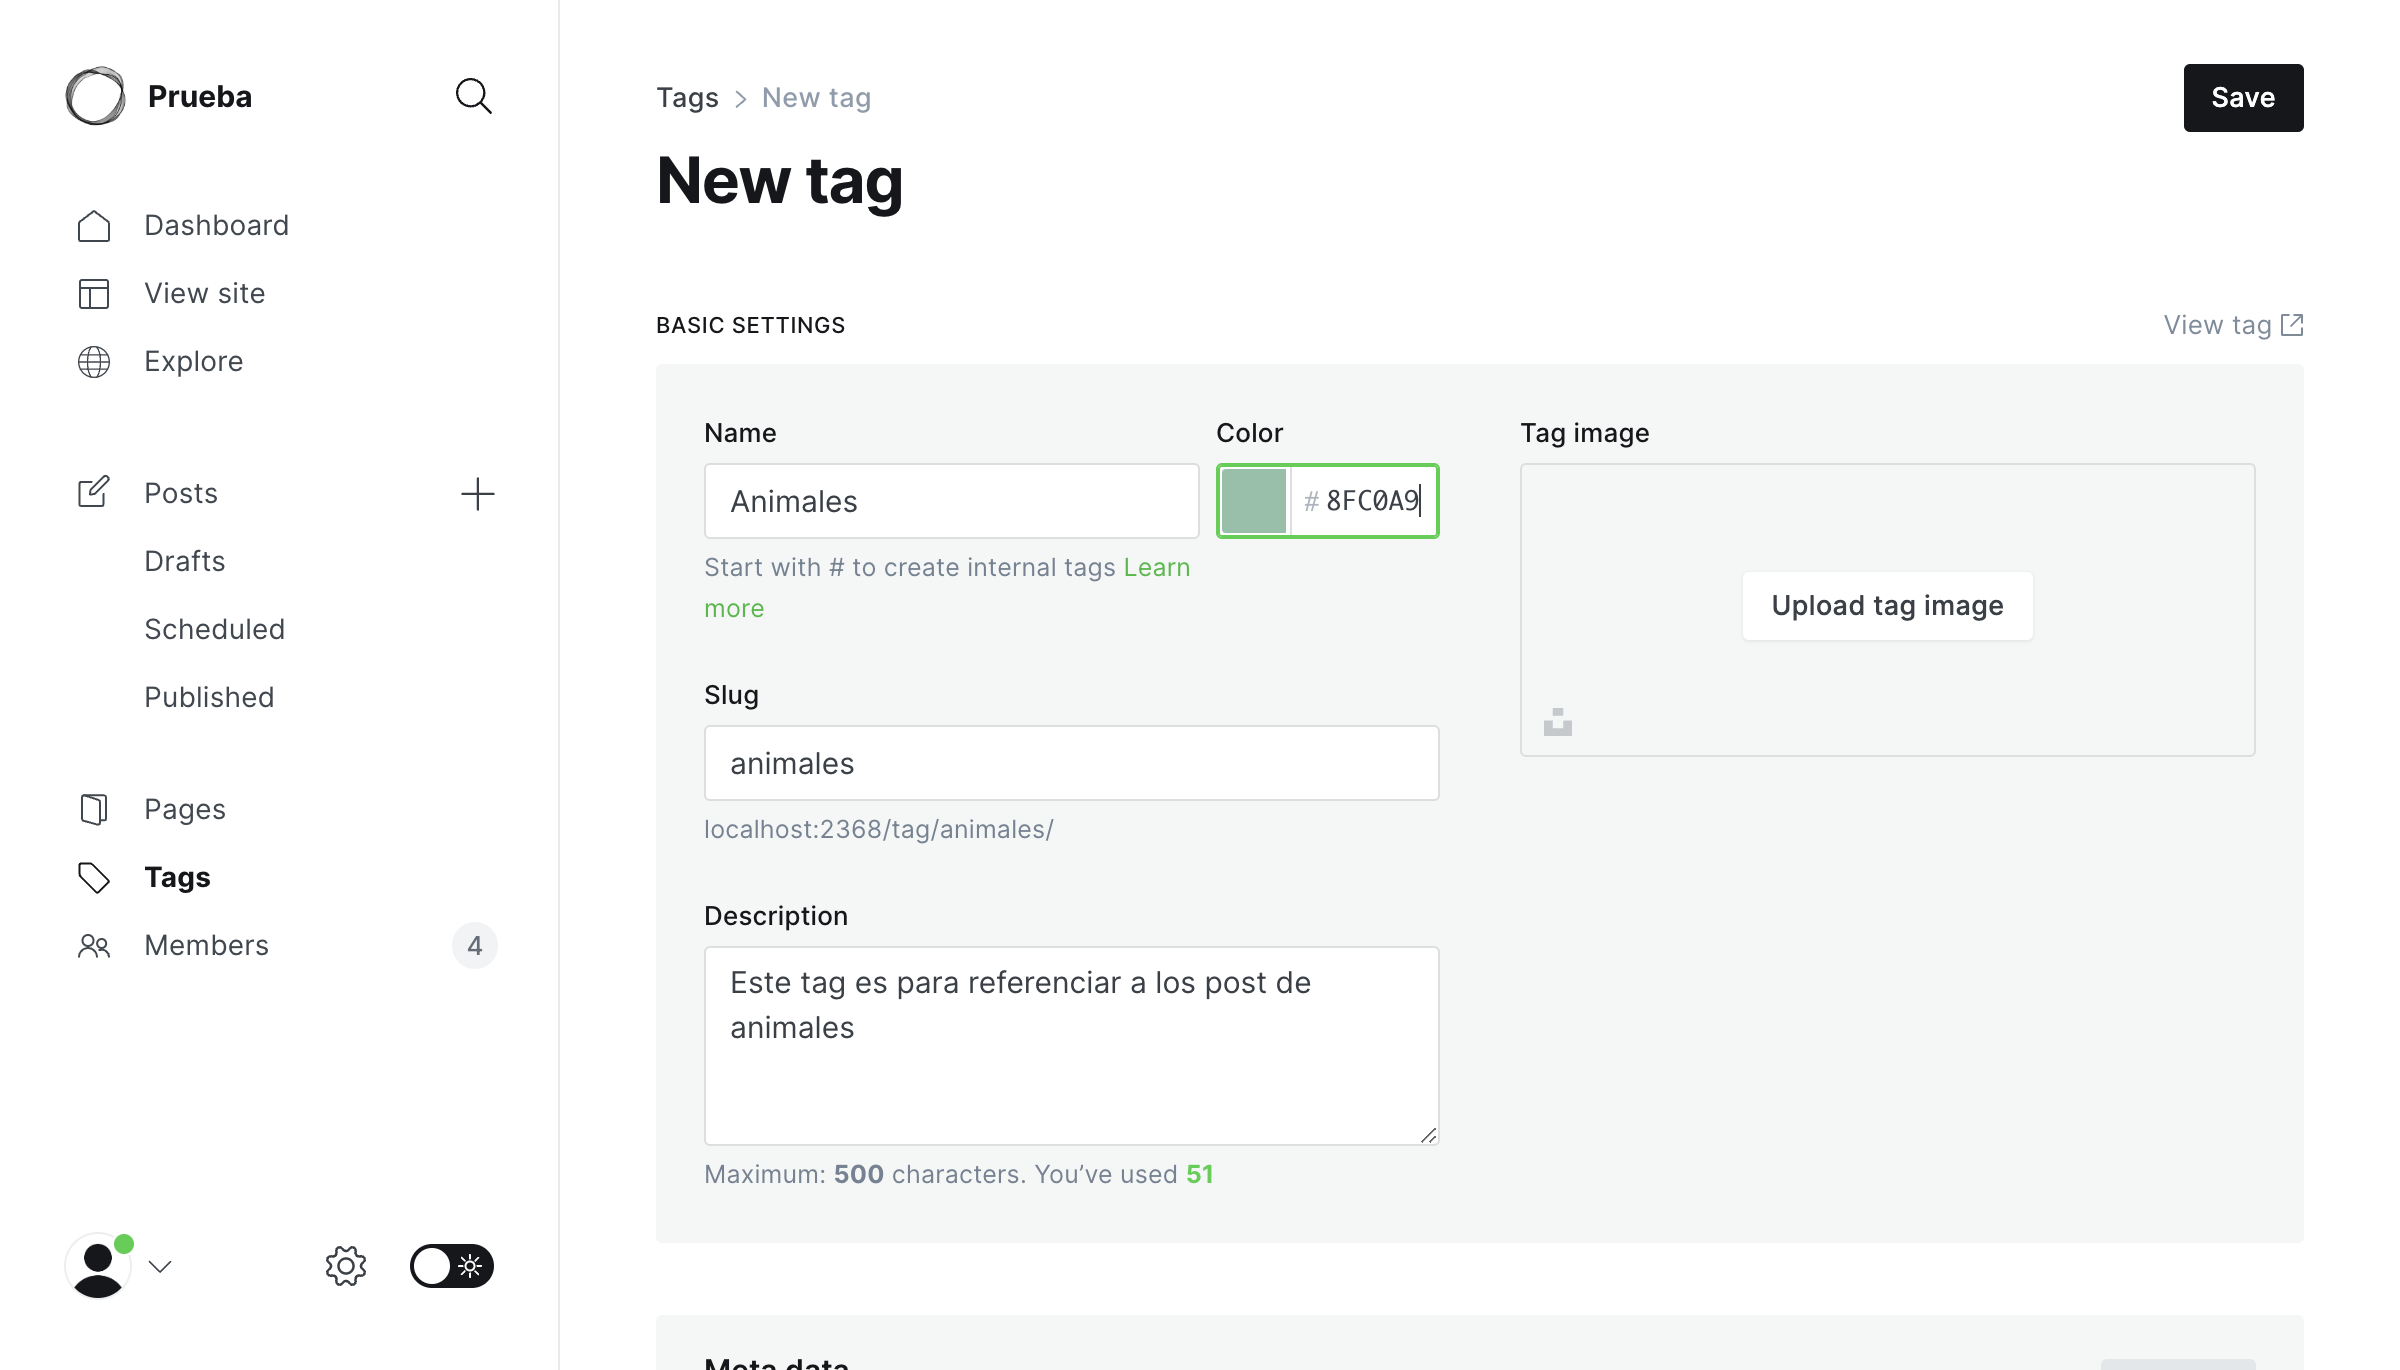 Prueba
Dashboard
View site
Explore
Posts
Drafts
Scheduled
Published
Pages
Tags
Members
4
Tags > New tag
Save
New tag
BASIC SETTINGS
View tag
Name
Animales
Start with # to create internal tags Learn
more
Color
# 8FC0A9
Slug
animales
localhost:2368/tag/animales/
Description
Este tag es para referenciar a los post de
animales
Maximum: 500 characters. You’ve used 51
Tag image
Upload tag image
Meta data